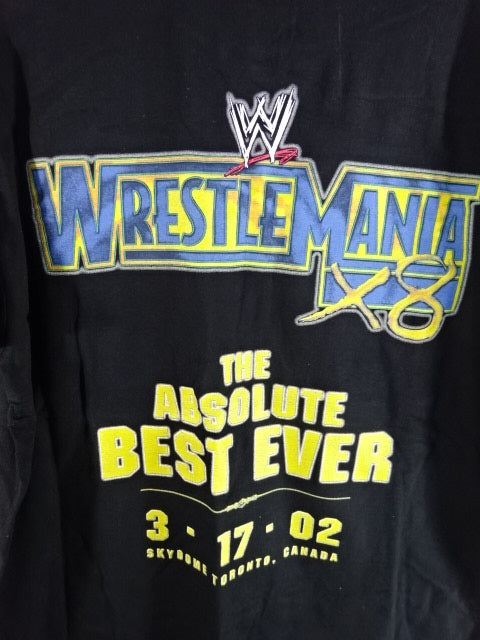 W
WRESTLEMANIA
X8
THE
ABSOLUTE
BEST EVER
3 - 17 - 02
SKYDOME TORONTO, CANADA